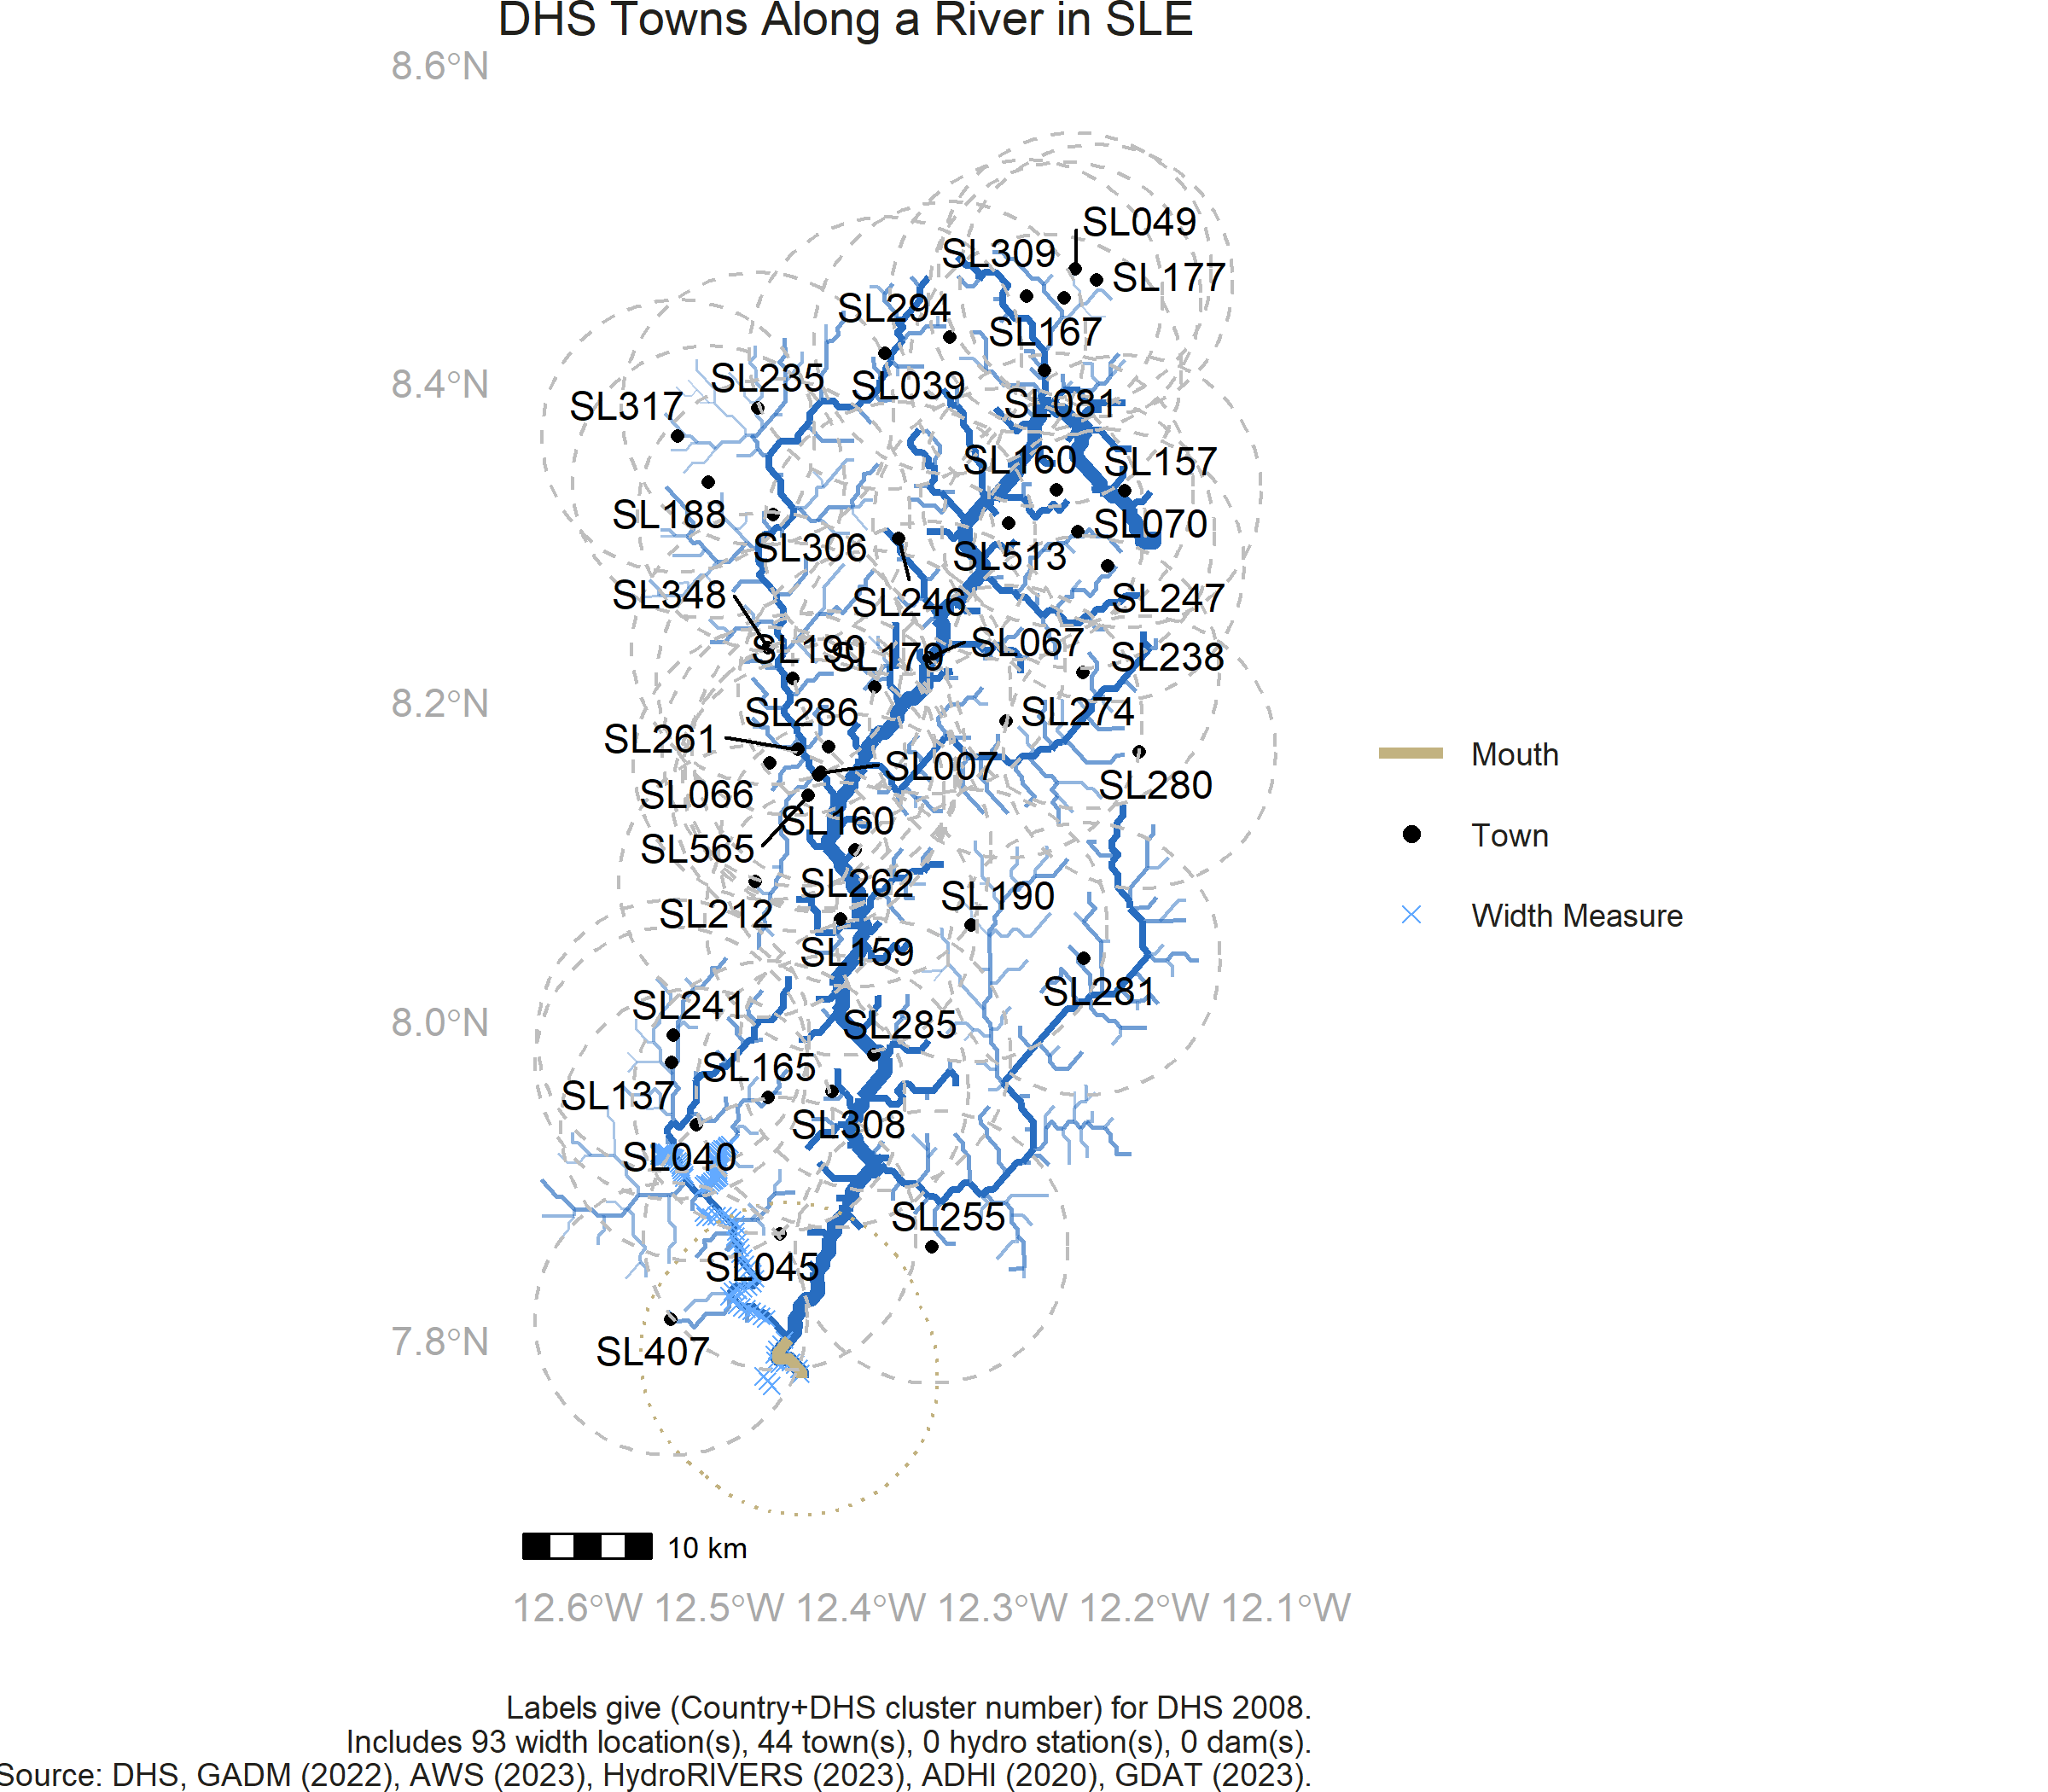 DHS Towns Along a River in SLE
8.6°N
SL049
SL309
SL177
SL294
SL167
8.4°N
SL235
SL039
SL317
SL081
SL160
SL157
SL188
SL070
SL306
SL513
SL348
SL246
SL247
SL190
SL179
SL067
SL238
8.2°N
SL286
SL274
SL261
SL007
SL280
SL066
SL160
SL565
SL262
SL190
SL212
SL159
SL281
SL241
8.0°N
SL285
SL165
SL137
SL308
SL040
SL255
SL045
7.8°N
SL407
Mouth
Town
Width Measure
10 km
12.6°W 12.5°W 12.4°W 12.3°W 12.2°W 12.1°W
Labels give (Country+DHS cluster number) for DHS 2008.
Includes 93 width location(s), 44 town(s), 0 hydro station(s), 0 dam(s).
Source: DHS, GADM (2022), AWS (2023), HydroRIVERS (2023), ADHI (2020), GDAT (2023).